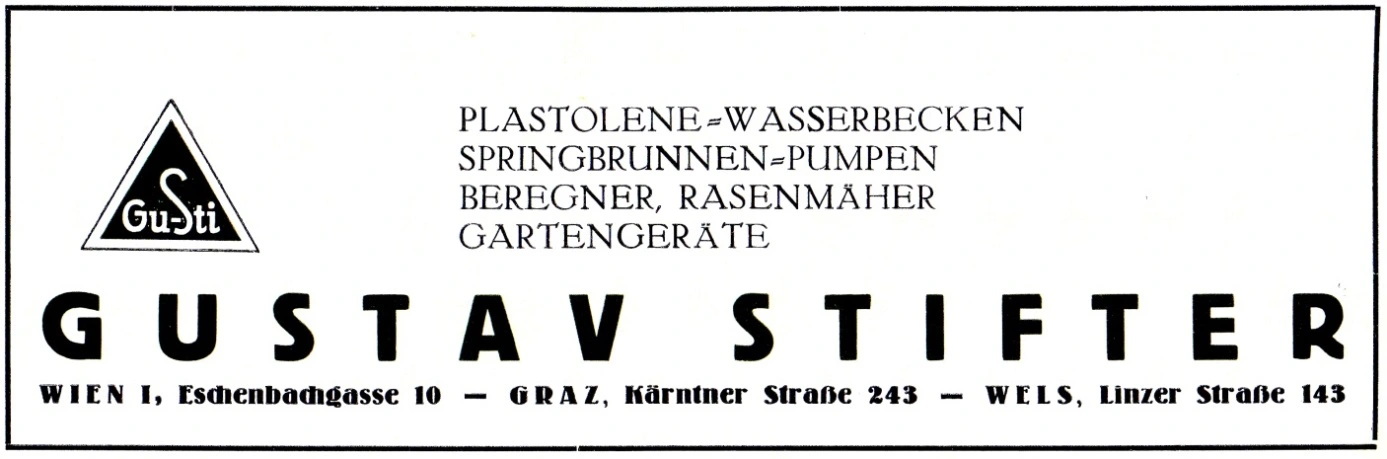 Gu-Sti
PLASTOLENE=WASSERBECKEN
SPRINGBRUNNEN=PUMPEN
BEREGNER, RASENMÄHER
GARTENGERÄTE
GUSTAV STIFTER
WIEN I, Eschenbachgasse 10 — GRAZ, Kärntner Straße 243 — WELS, Linzer Straße 143